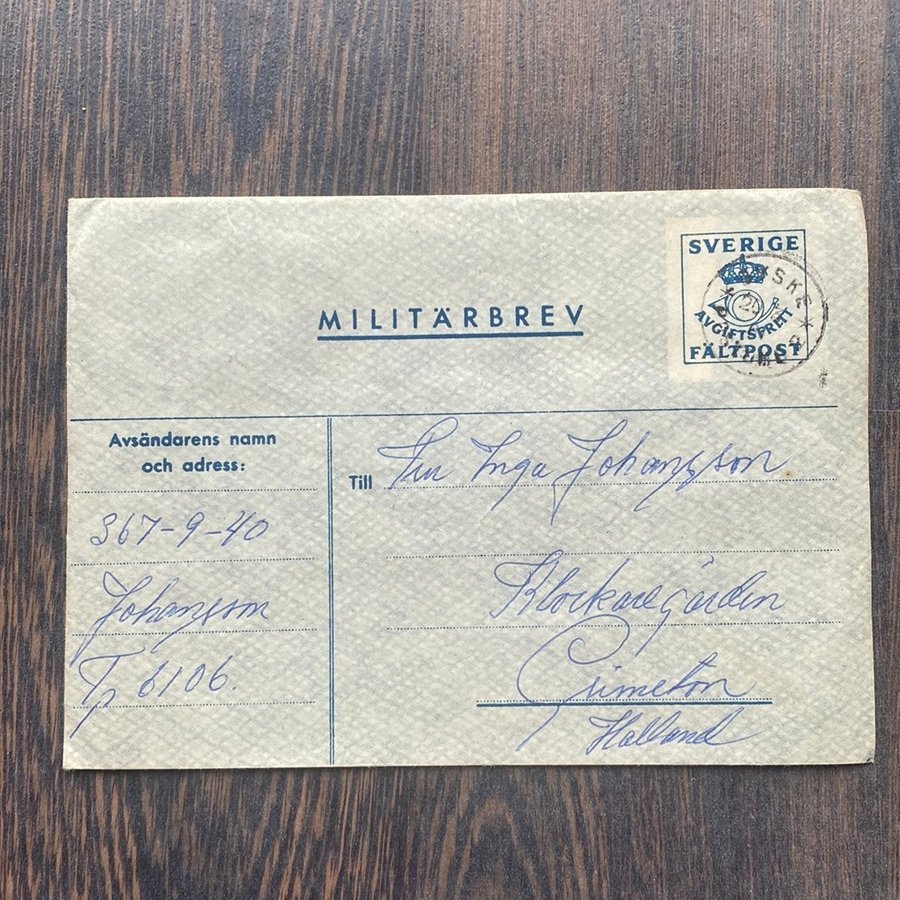 SVERIGE
AVGIFTSFRITT
FÄLTPOST
MILITÄRBREV
Avsändarens namn
och adress:
367-9-40
Johansson
Tp 6106.
Till Fru Inga Johansson
Klockaregården
Grimeton
Halland